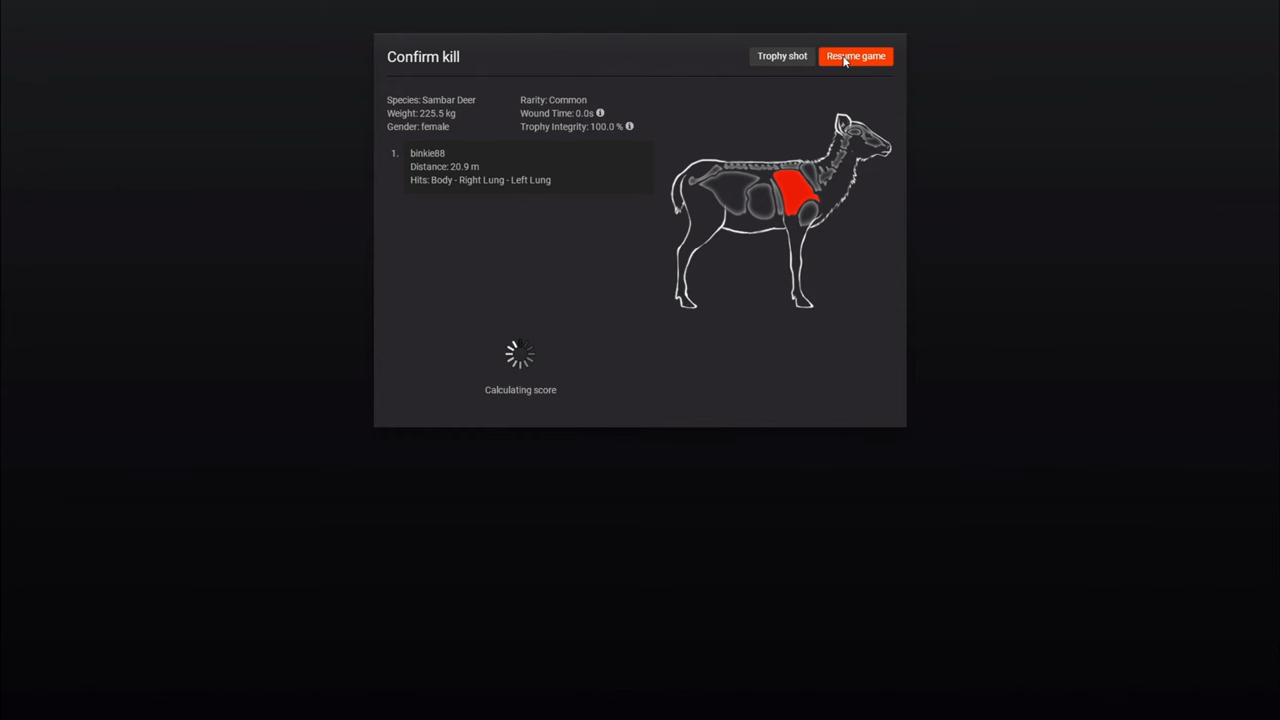 Confirm kill
Trophy shot
Resume game
Species: Sambar Deer
Weight: 225.5 kg
Gender: female
Rarity: Common
Wound Time: 0.0s
Trophy Integrity: 100.0 %
1.
binkie88
Distance: 20.9 m
Hits: Body - Right Lung - Left Lung
Calculating score